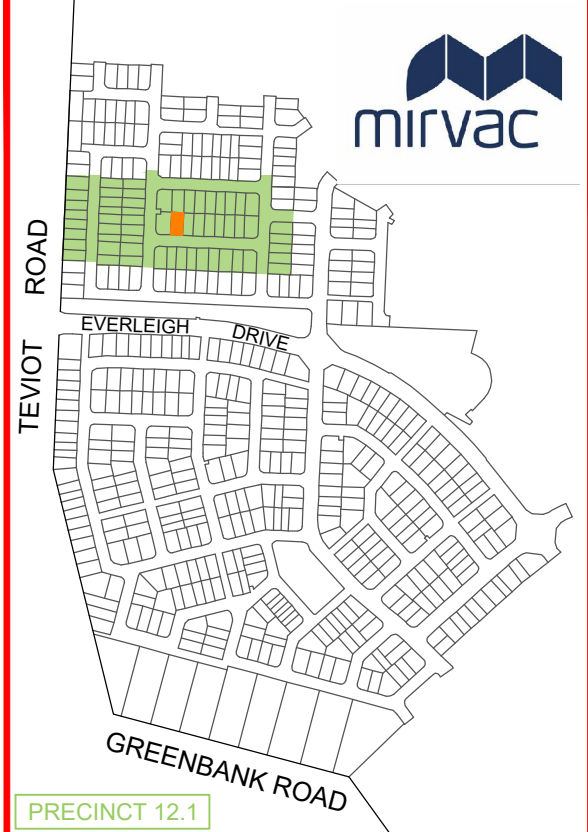 mirvac
TEVIOT ROAD
EVERLEIGH DRIVE
GREENBANK ROAD
PRECINCT 12.1